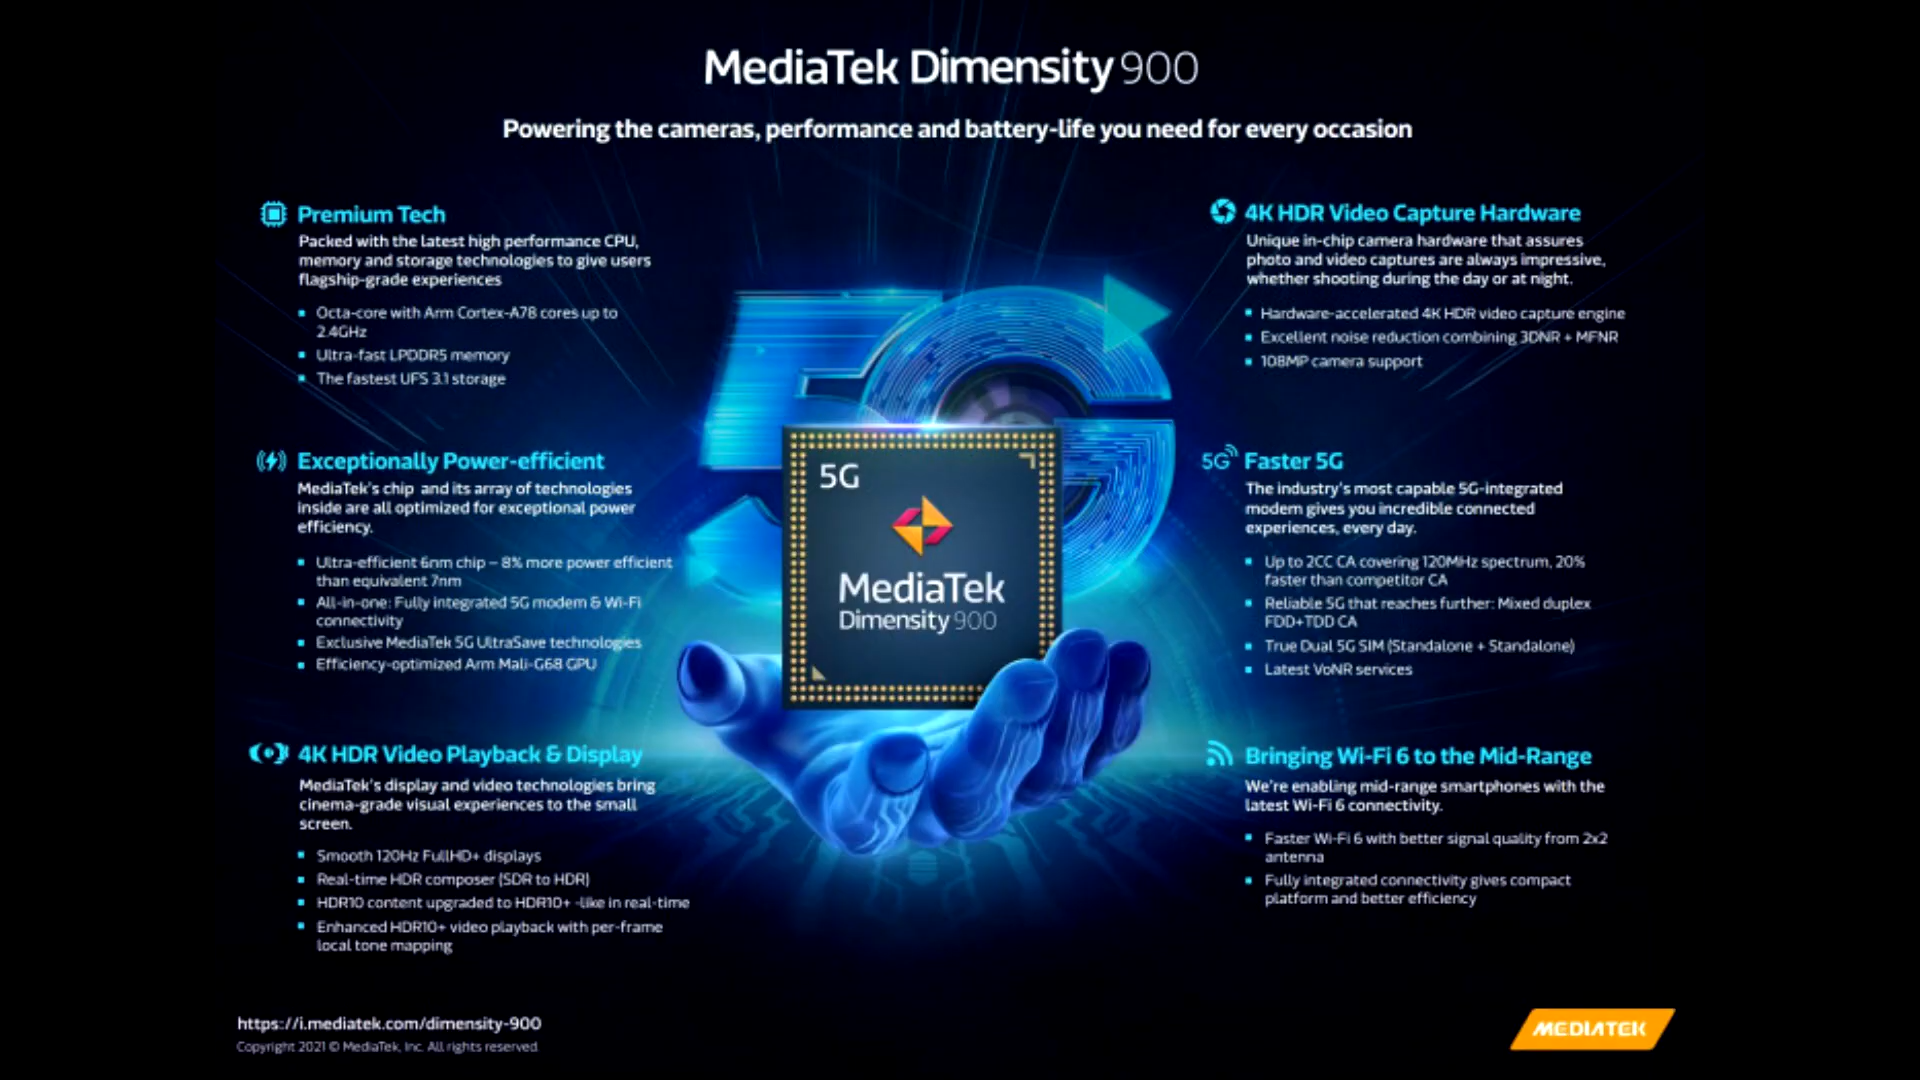 MediaTek Dimensity 900
Powering the cameras, performance and battery-life you need for every occasion
Premium Tech
Packed with the latest high performance CPU,
memory and storage technologies to give users
flagship-grade experiences
Octa-core with Arm Cortex-A78 cores up to
2.4GHz
Ultra-fast LPDDR5 memory
The fastest UFS 3.1 storage
Exceptionally Power-efficient
MediaTek's chip and its array of technologies
inside are all optimized for exceptional power
efficiency.
Ultra-efficient 6nm chip – 8% more power efficient
than equivalent 7nm
All-in-one: Fully integrated 5G modem & Wi-Fi
connectivity
Exclusive MediaTek 5G UltraSave technologies
Efficiency-optimized Arm Mali-G68 GPU
4K HDR Video Playback & Display
MediaTek's display and video technologies bring
cinema-grade visual experiences to the small
screen.
Smooth 120Hz FullHD+ displays
Real-time HDR composer (SDR to HDR)
HDR10 content upgraded to HDR10+ -like in real-time
Enhanced HDR10+ video playback with per-frame
local tone mapping
5G
5G
MediaTek
Dimensity 900
4K HDR Video Capture Hardware
Unique in-chip camera hardware that assures
photo and video captures are always impressive,
whether shooting during the day or at night.
Hardware-accelerated 4K HDR video capture engine
Excellent noise reduction combining 3DNR + MFNR
108MP camera support
5G Faster 5G
The industry's most capable 5G-integrated
modem gives you incredible connected
experiences, every day.
Up to 2CC CA covering 120MHz spectrum, 20%
faster than competitor CA
Reliable 5G that reaches further: Mixed duplex
FDD+TDD CA
True Dual 5G SIM (Standalone + Standalone)
Latest VoNR services
Bringing Wi-Fi 6 to the Mid-Range
We're enabling mid-range smartphones with the
latest Wi-Fi 6 connectivity.
Faster Wi-Fi 6 with better signal quality from 2x2
antenna
Fully integrated connectivity gives compact
platform and better efficiency
https://i.mediatek.com/dimensity-900
Copyright 2021 © MediaTek, Inc. All rights reserved
MEDIATEK